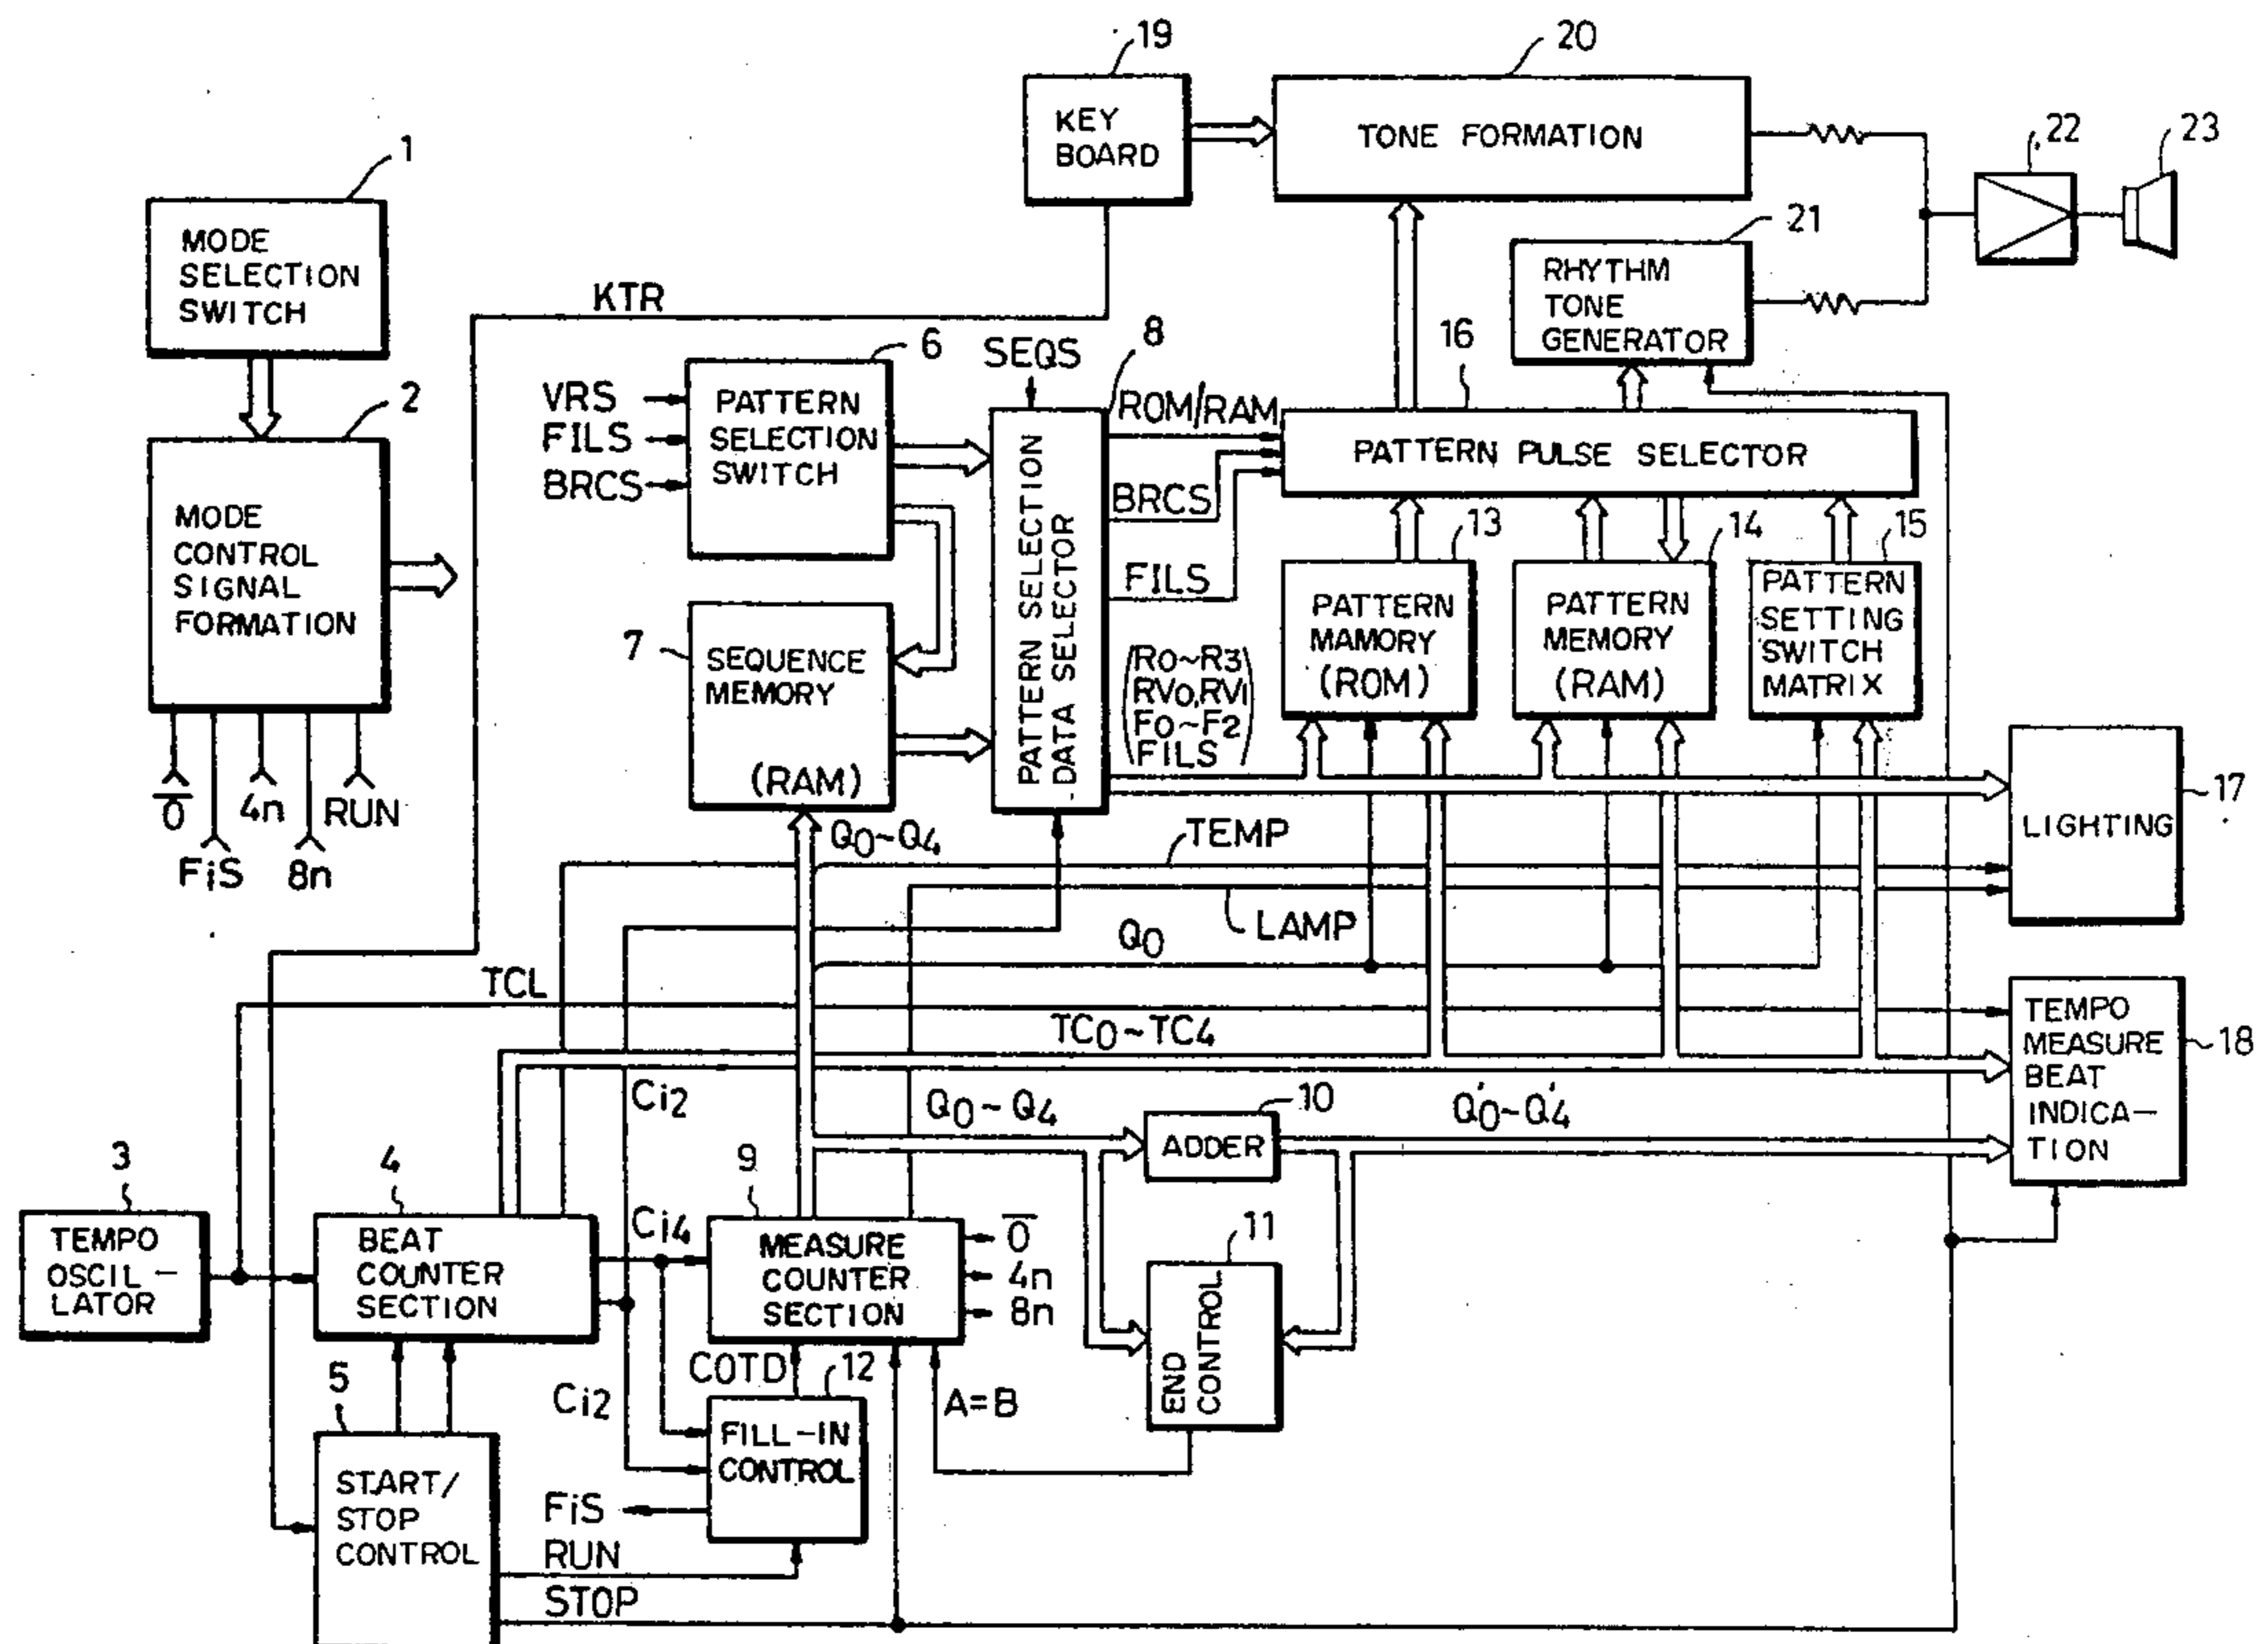 19
KEY
BOARD
20
TONE FORMATION
22
23
1
MODE
SELECTION
SWITCH
21
RHYTHM
TONE
GENERATOR
KTR
2
MODE
CONTROL
SIGNAL
FORMATION
0̅
FiS
4n
8n
RUN
6
VRS
FILS
BRCS
PATTERN
SELECTION
SWITCH
SEQS
8
PATTERN SELECTION
DATA SELECTOR
ROM/RAM
BRCS
FILS
16
PATTERN PULSE SELECTOR
7
SEQUENCE
MEMORY
(RAM)
R0~R3
RV0,RV1
F0~F2
FILS
13
PATTERN
MAMORY
(ROM)
14
PATTERN
MEMORY
(RAM)
15
PATTERN
SETTING
SWITCH
MATRIX
17
LIGHTING
Q0~Q4
TEMP
LAMP
Q0
TCL
TC0~TC4
18
TEMPO
MEASURE
BEAT
INDICA-
TION
Ci2
Q0~Q4
10
ADDER
Q'0~Q'4
3
TEMPO
OSCIL-
LATOR
4
BEAT
COUNTER
SECTION
Ci4
9
MEASURE
COUNTER
SECTION
0̅
4n
8n
11
END
CONTROL
5
START/
STOP
CONTROL
Ci2
COTD
12
FILL-IN
CONTROL
A=B
FiS
RUN
STOP